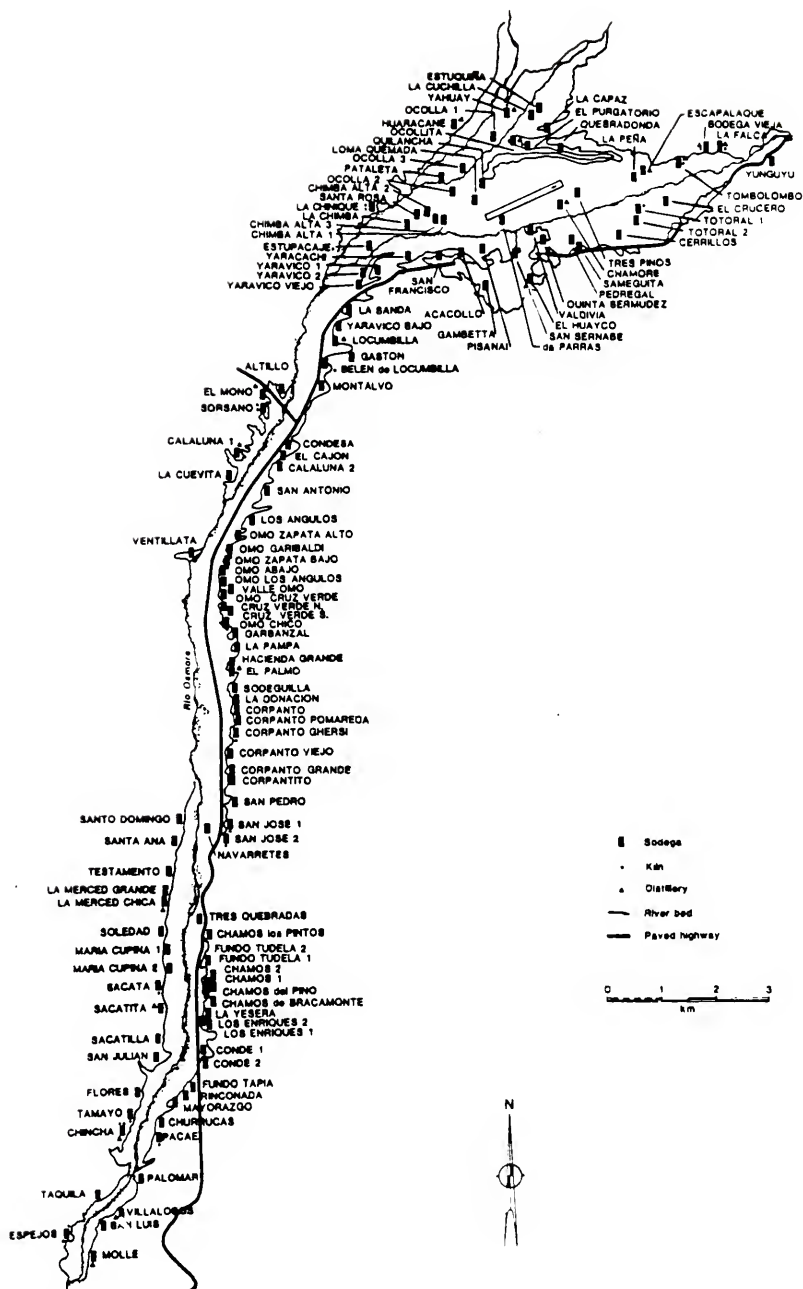 ESTUQUIÑA
LA CUCHILLA
YAHUAY
OCOLLA 1
HUARACANE
OCOLLITA
QUILANCHA
LOMA QUEMADA
OCOLLA 3
PATALETA
OCOLLA 2
CHIMBA ALTA 2
SANTA ROSA
LA CHINIQUE
LA CHIMBA
CHIMBA ALTA 3
CHIMBA ALTA 1
ESTUPACAJE
YARACACHI
YARAVICO 1
YARAVICO 2
YARAVICO VIEJO
LA CAPAZ
EL PURGATORIO
QUEBRADONDA
LA PEÑA
ESCAPALAQUE
BODEGA VIEJA
LA FALCA
YUNGUYU
TOMBOLOMBO
EL CRUCERO
TOTORAL 1
TOTORAL 2
CERRILLOS
TRES PINOS
CHAMORE
SAMEGUITA
PEDREGAL
QUINTA BERMUDEZ
VALDIVIA
EL HUAYCO
SAN SERNABE
de PARRAS
PISANAI
GAMBETTA
ACACOLLO
SAN
FRANCISCO
LA BANDA
YARAVICO BAJO
LOCUMBILLA
GASTON
BELEN de LOCUMBILLA
MONTALVO
ALTILLO
EL MONO
SORSANO
CALALUNA 1
LA CUEVITA
VENTILLATA
CONDESA
EL CAJON
CALALUNA 2
SAN ANTONIO
LOS ANGULOS
OMO ZAPATA ALTO
OMO GARIBALDI
OMO ZAPATA BAJO
OMO ABAJO
OMO LOS ANGULOS
VALLE OMO
OMO CRUZ VERDE
CRUZ VERDE N.
CRUZ VERDE S.
OMO CHICO
GARBANZAL
LA PAMPA
HACIENDA GRANDE
EL PALMO
SODEGUILLA
LA DONACION
CORPANTO
CORPANTO POMAREDA
CORPANTO GHERSI
CORPANTO VIEJO
CORPANTO GRANDE
CORPANTITO
SAN PEDRO
SAN JOSE 1
SAN JOSE 2
NAVARRETES
Río Osmore
SANTO DOMINGO
SANTA ANA
TESTAMENTO
LA MERCED GRANDE
LA MERCED CHICA
SOLEDAD
MARIA CUPINA 1
MARIA CUPINA 2
SACATA
SACATITA
SACATILLA
SAN JULIAN
FLORES
TAMAYO
CHINCHA
TAQUILA
ESPEJOS
TRES QUEBRADAS
CHAMOS los PINTOS
FUNDO TUDELA 2
FUNDO TUDELA 1
CHAMOS 2
CHAMOS 1
CHAMOS del PINO
CHAMOS de BRACAMONTE
LA YESERA
LOS ENRIQUES 2
LOS ENRIQUES 1
CONDE 1
CONDE 2
FUNDO TAPIA
RINCONADA
MAYORAZGO
CHURRUCAS
PACAE
PALOMAR
VILLALOBOS
SAN LUIS
MOLLE
Sodega
Kiln
Distillery
River bed
Paved highway
0 3
km
N